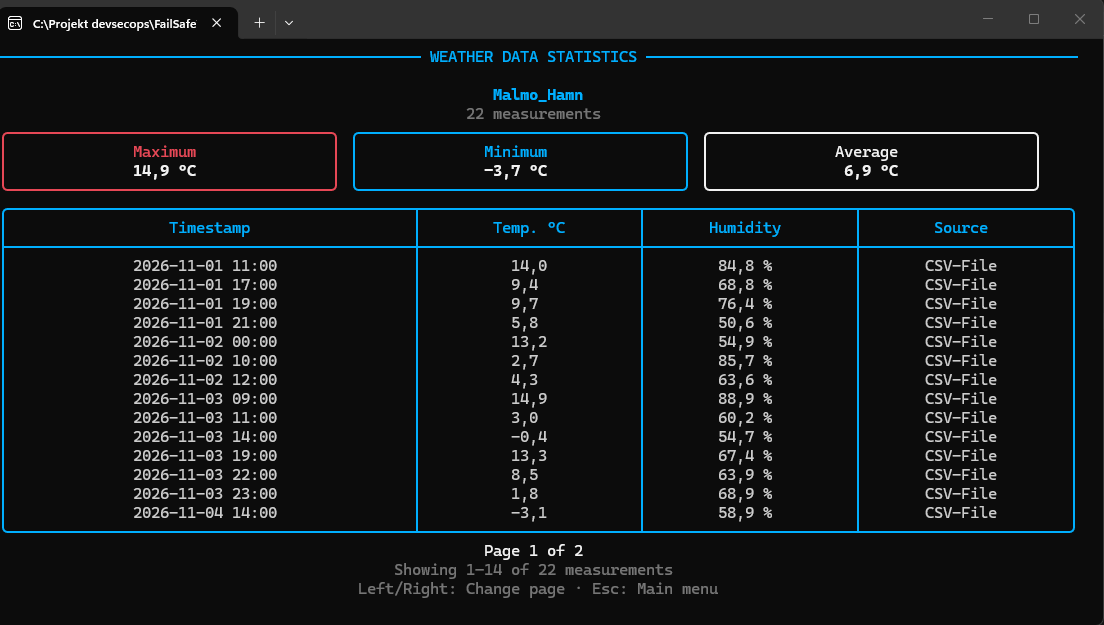 C:\Projekt devsecops\FailSafe
WEATHER DATA STATISTICS
Malmo_Hamn
22 measurements
Maximum Minimum Average
14,9 °C -3,7 °C 6,9 °C
Timestamp Temp. °C Humidity Source
2026-11-01 11:00 14,0 84,8 % CSV-File
2026-11-01 17:00 9,4 68,8 % CSV-File
2026-11-01 19:00 9,7 76,4 % CSV-File
2026-11-01 21:00 5,8 50,6 % CSV-File
2026-11-02 00:00 13,2 54,9 % CSV-File
2026-11-02 10:00 2,7 85,7 % CSV-File
2026-11-02 12:00 4,3 63,6 % CSV-File
2026-11-03 09:00 14,9 88,9 % CSV-File
2026-11-03 11:00 3,0 60,2 % CSV-File
2026-11-03 14:00 -0,4 54,7 % CSV-File
2026-11-03 19:00 13,3 67,4 % CSV-File
2026-11-03 22:00 8,5 63,9 % CSV-File
2026-11-03 23:00 1,8 68,9 % CSV-File
2026-11-04 14:00 -3,1 58,9 % CSV-File
Page 1 of 2
Showing 1-14 of 22 measurements
Left/Right: Change page · Esc: Main menu